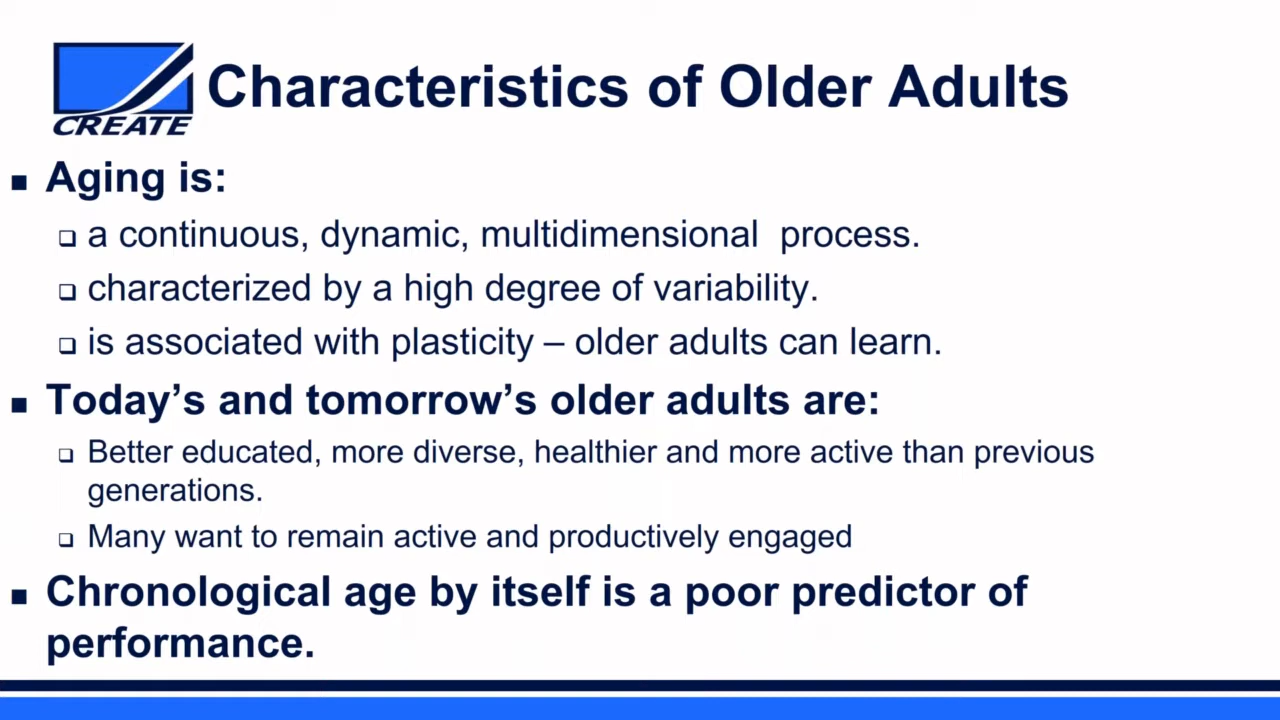 CREATE
Characteristics of Older Adults
Aging is:
a continuous, dynamic, multidimensional  process.
characterized by a high degree of variability.
is associated with plasticity – older adults can learn.
Today’s and tomorrow’s older adults are:
Better educated, more diverse, healthier and more active than previous
generations.
Many want to remain active and productively engaged
Chronological age by itself is a poor predictor of
performance.